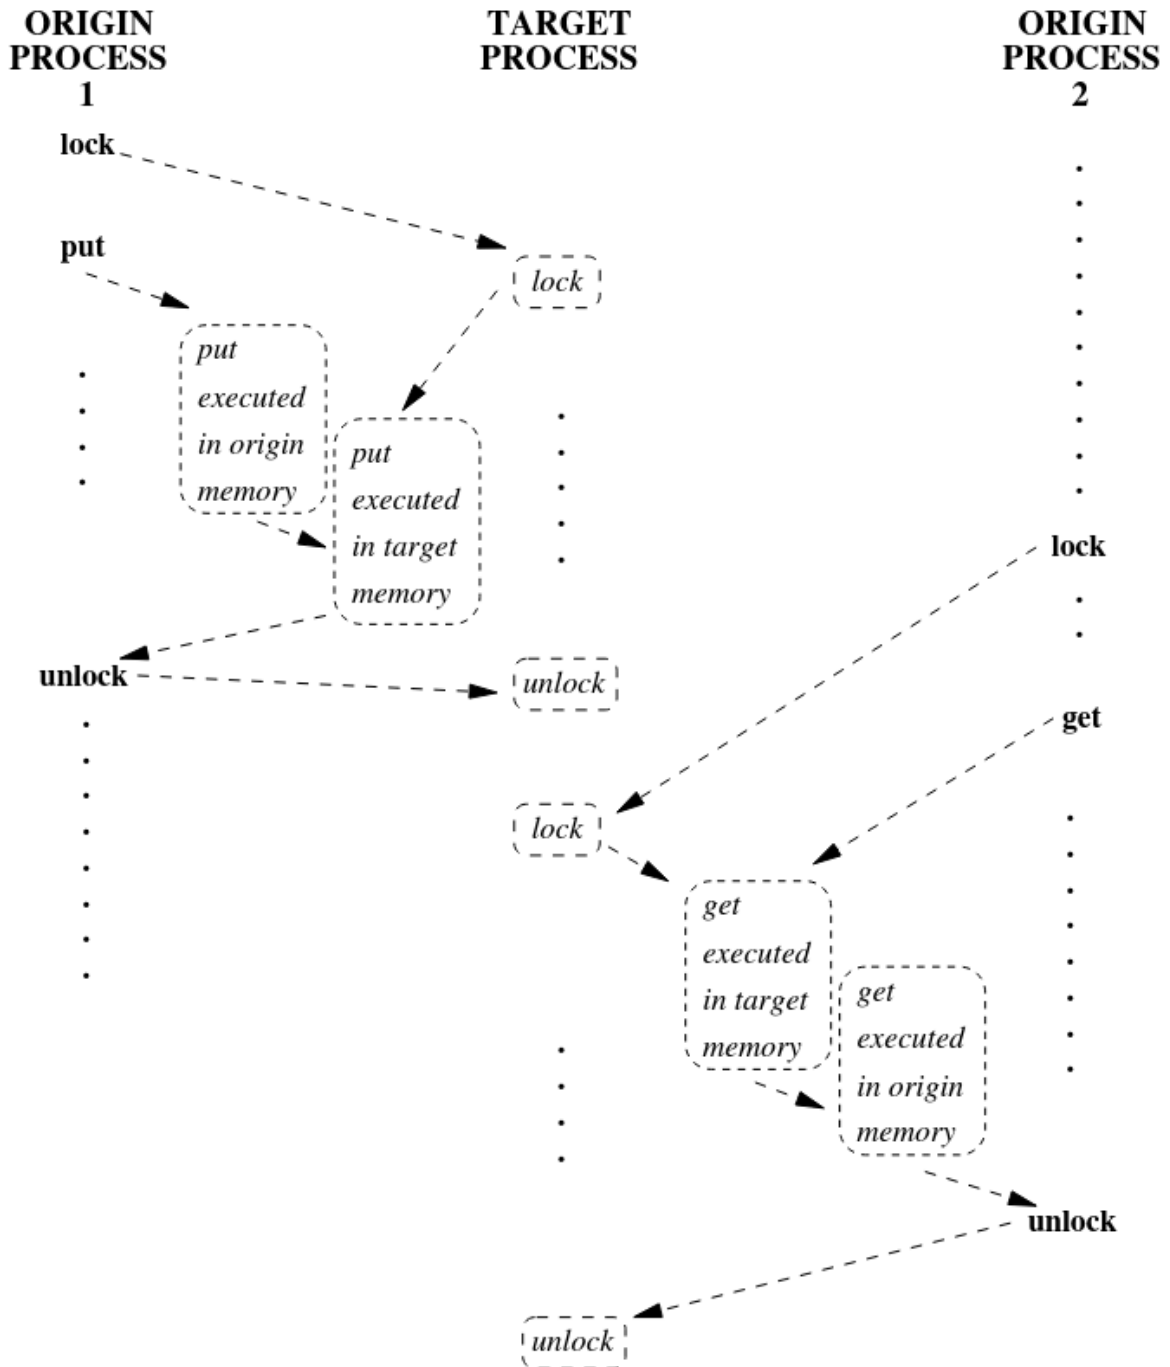 ORIGIN
PROCESS
1
TARGET
PROCESS
ORIGIN
PROCESS
2
lock
put
lock
put
executed
in origin
memory
put
executed
in target
memory
lock
unlock
unlock
get
lock
get
executed
in target
memory
get
executed
in origin
memory
unlock
unlock